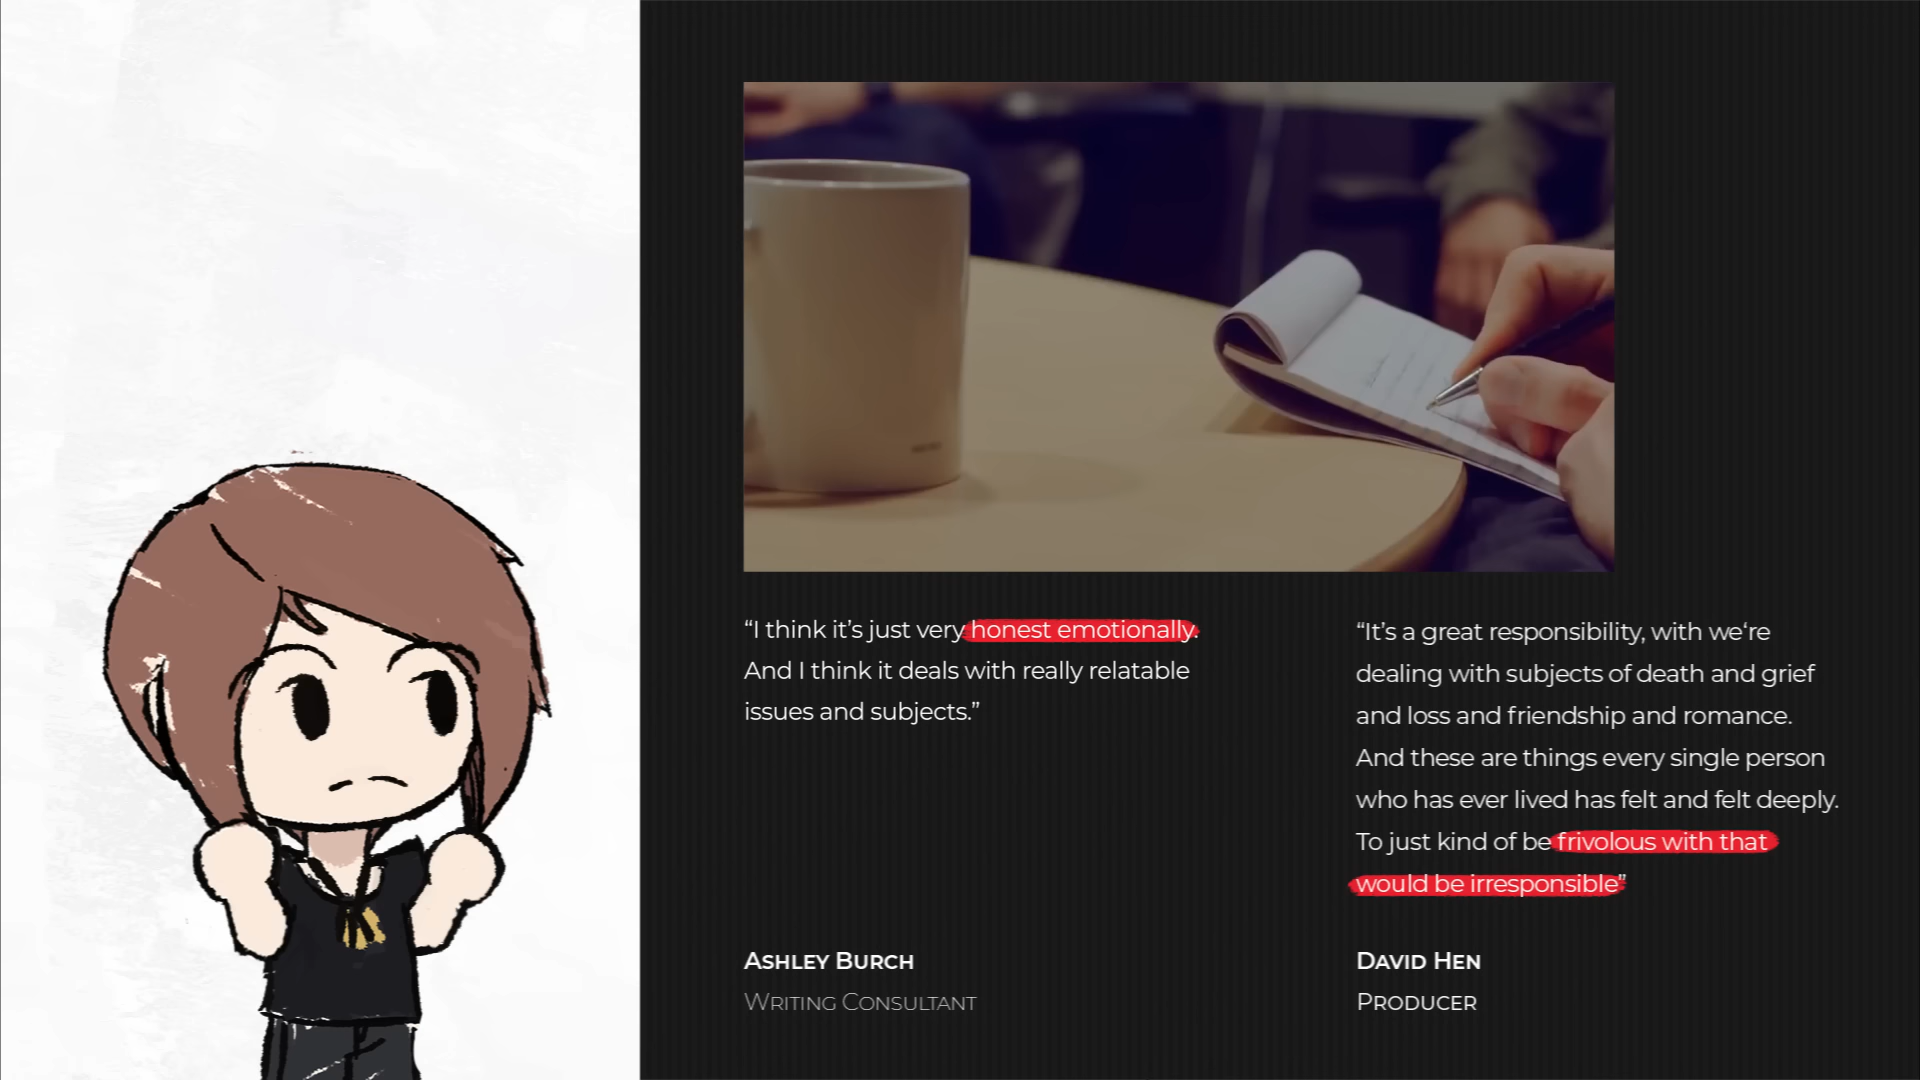 “I think it’s just very honest emotionally.
And I think it deals with really relatable
issues and subjects.”
ASHLEY BURCH
WRITING CONSULTANT
“It’s a great responsibility, with we‘re
dealing with subjects of death and grief
and loss and friendship and romance.
And these are things every single person
who has ever lived has felt and felt deeply.
To just kind of be frivolous with that
would be irresponsible”
DAVID HEN
PRODUCER